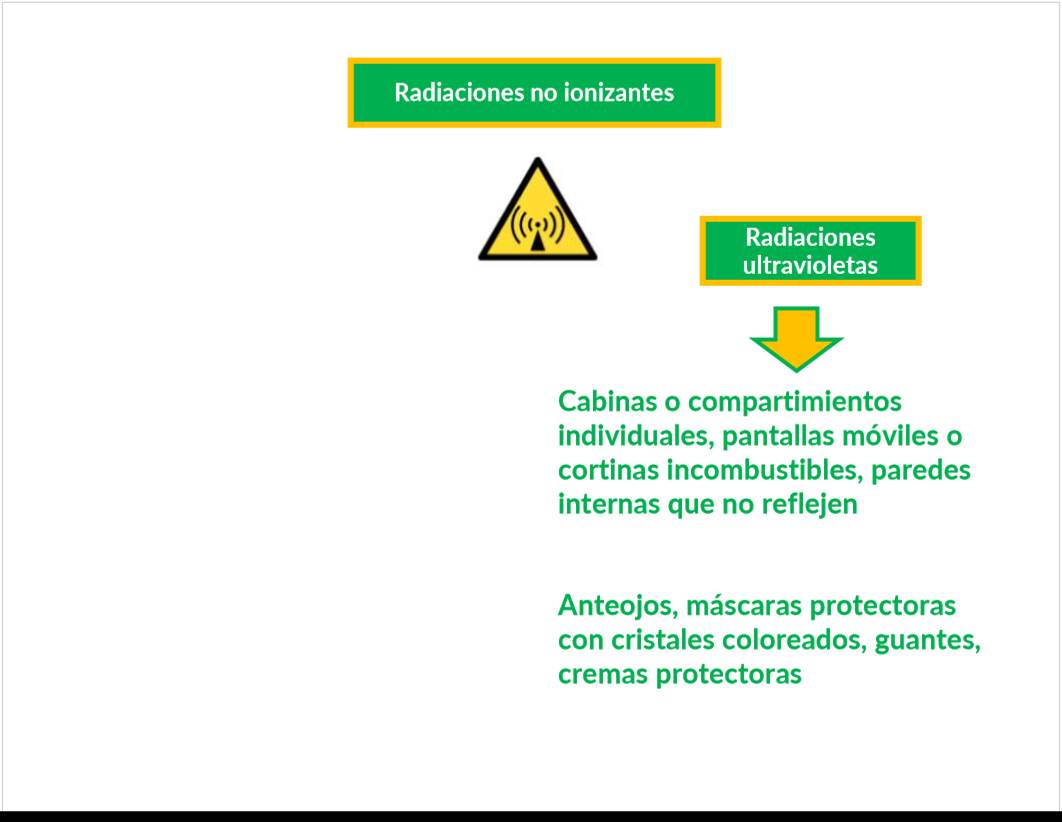 Radiaciones no ionizantes
Radiaciones
ultravioletas
Cabinas o compartimientos
individuales, pantallas móviles o
cortinas incombustibles, paredes
internas que no reflejen
Anteojos, máscaras protectoras
con cristales coloreados, guantes,
cremas protectoras